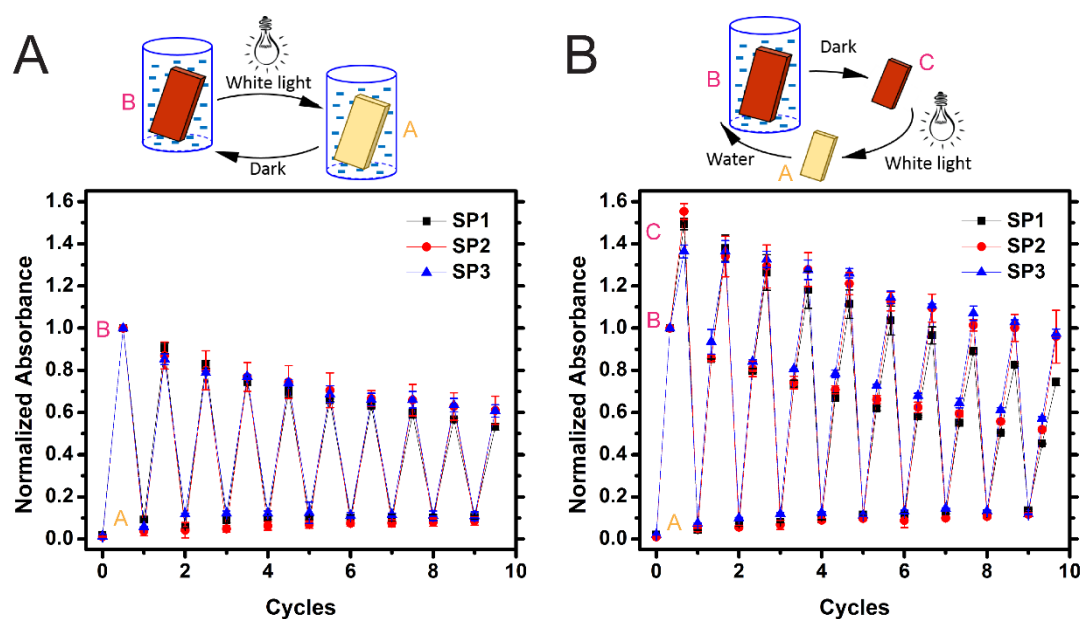 A
White light
B
A
Dark
1.6
1.4
1.2
1.0
0.8
0.6
0.4
0.2
0.0
Normalized Absorbance
B
A
SP1
SP2
SP3
0 2 4 6 8 10
Cycles
B
Dark
C
B
Water
White light
A
1.6
1.4
1.2
1.0
0.8
0.6
0.4
0.2
0.0
Normalized Absorbance
C
B
A
SP1
SP2
SP3
0 2 4 6 8 10
Cycles